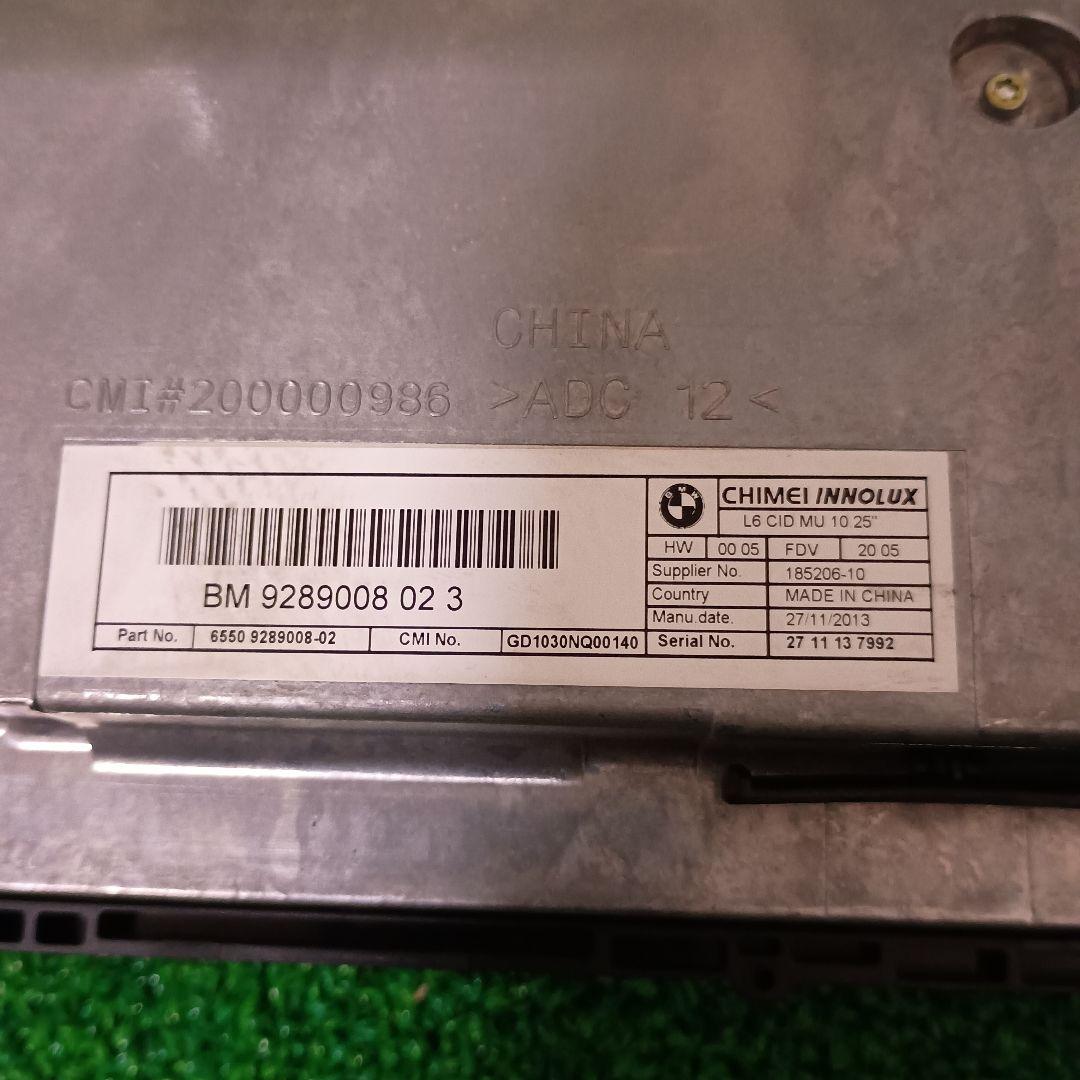 CHINA
CMI#200000986 >ADC 12<
BM 9289008 02 3
Part No. 6550 9289008-02 CMI No. GD1030NQ00140
BMW CHIMEI INNOLUX
L6 CID MU 10.25"
HW 00 05 FDV 20 05
Supplier No. 185206-10
Country MADE IN CHINA
Manu.date. 27/11/2013
Serial No. 27 11 13 7992